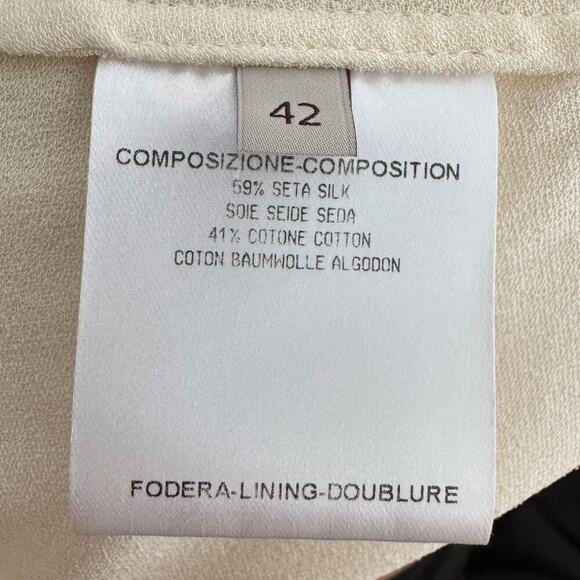 42
COMPOSIZIONE-COMPOSITION
59% SETA SILK
SOIE SEIDE SEDA
41% COTONE COTTON
COTON BAUMWOLLE ALGODON
FODERA-LINING-DOUBLURE